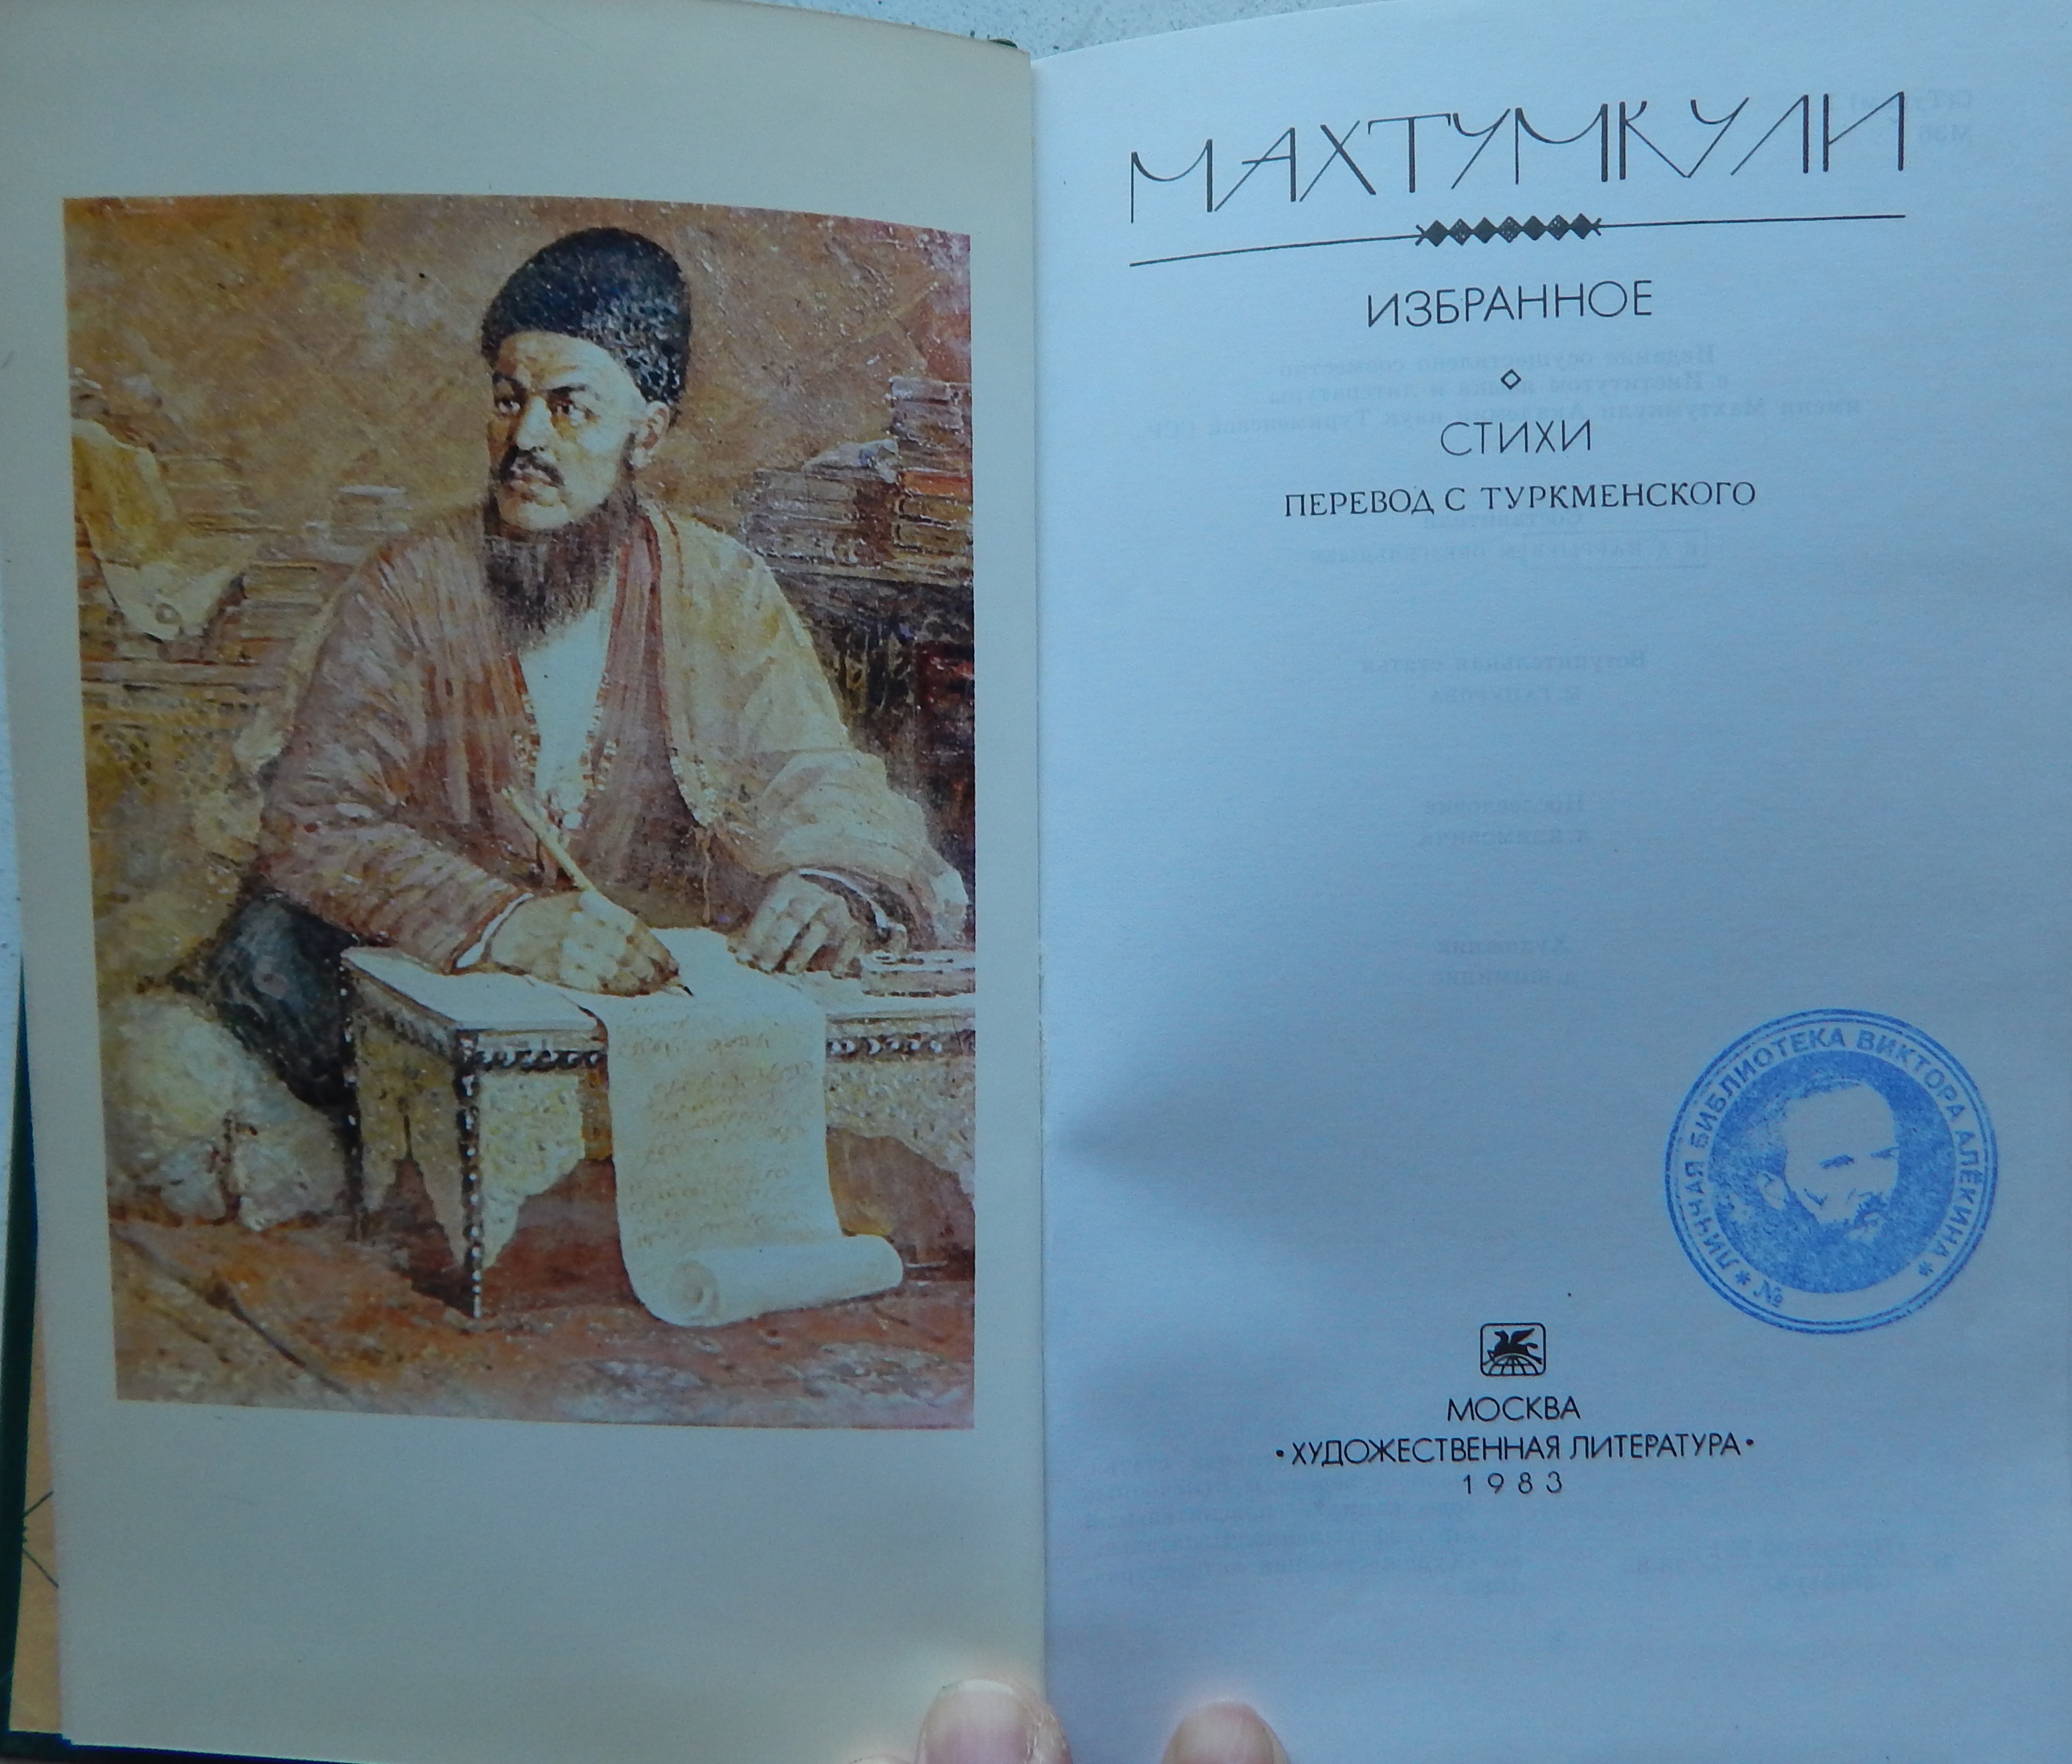 МАХТУМКУЛИ
ИЗБРАННОЕ
СТИХИ
ПЕРЕВОД С ТУРКМЕНСКОГО
* ЛИЧНАЯ БИБЛИОТЕКА ВИКТОРА АЛЁКИНА *
№
МОСКВА
•ХУДОЖЕСТВЕННАЯ ЛИТЕРАТУРА•
1983